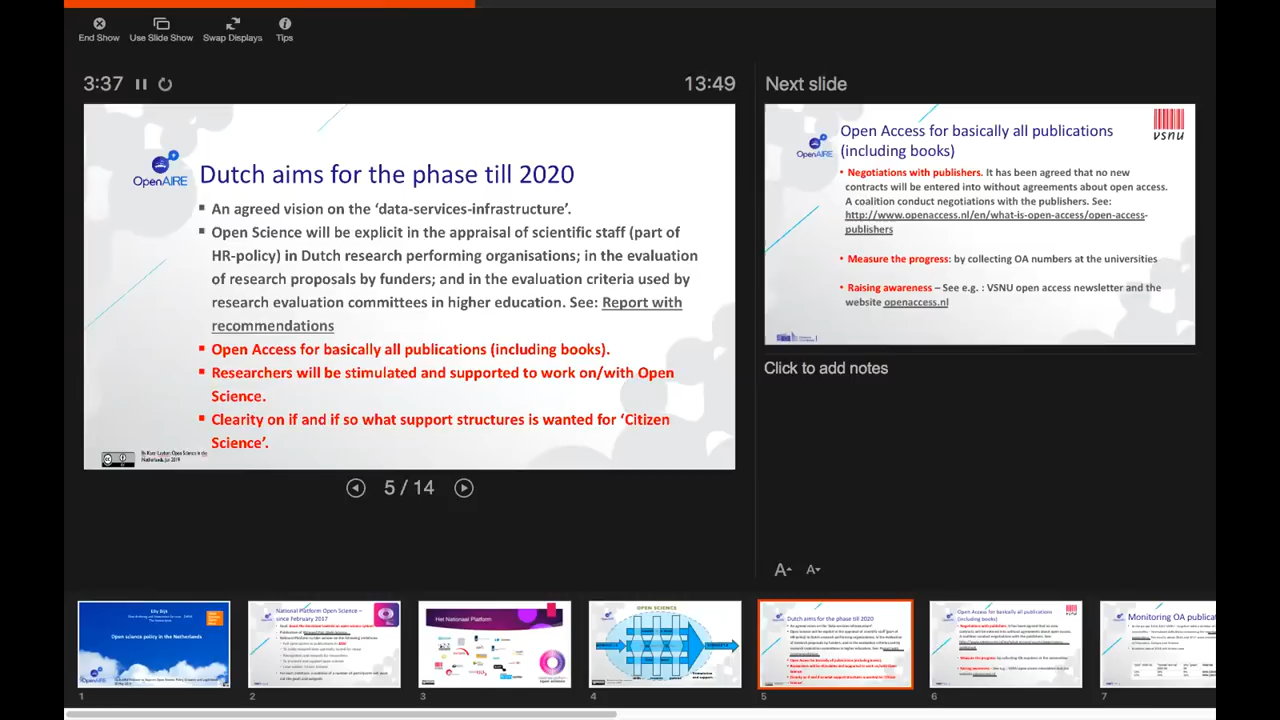 End Show
Use Slide Show
Swap Displays
Tips
3:37
13:49
Next slide
OpenAIRE
Dutch aims for the phase till 2020
▪ An agreed vision on the ‘data-services-infrastructure’.
▪ Open Science will be explicit in the appraisal of scientific staff (part of
HR-policy) in Dutch research performing organisations; in the evaluation
of research proposals by funders; and in the evaluation criteria used by
research evaluation committees in higher education. See: Report with
recommendations
▪ Open Access for basically all publications (including books).
▪ Researchers will be stimulated and supported to work on/with Open
Science.
▪ Clearity on if and if so what support structures is wanted for ‘Citizen
Science’.
Open Science in the
Netherlands, Jan 2019
5 / 14
vsnu
OpenAIRE
Open Access for basically all publications
(including books)
• Negotiations with publishers. It has been agreed that no new
contracts will be entered into without agreements about open access.
A coalition conduct negotiations with the publishers. See:
http://www.openaccess.nl/en/what-is-open-access/open-access-
publishers
• Measure the progress: by collecting OA numbers at the universities
• Raising awareness – See e.g. : VSNU open access newsletter and the
website openaccess.nl
Click to add notes
A A
Open science policy in the Netherlands
National Platform Open Science –
since February 2017
Het Nationaal Platform
OPEN SCIENCE
Dutch aims for the phase till 2020
Open Access for basically all publications
(including books)
Monitoring OA publica
1
2
3
4
5
6
7